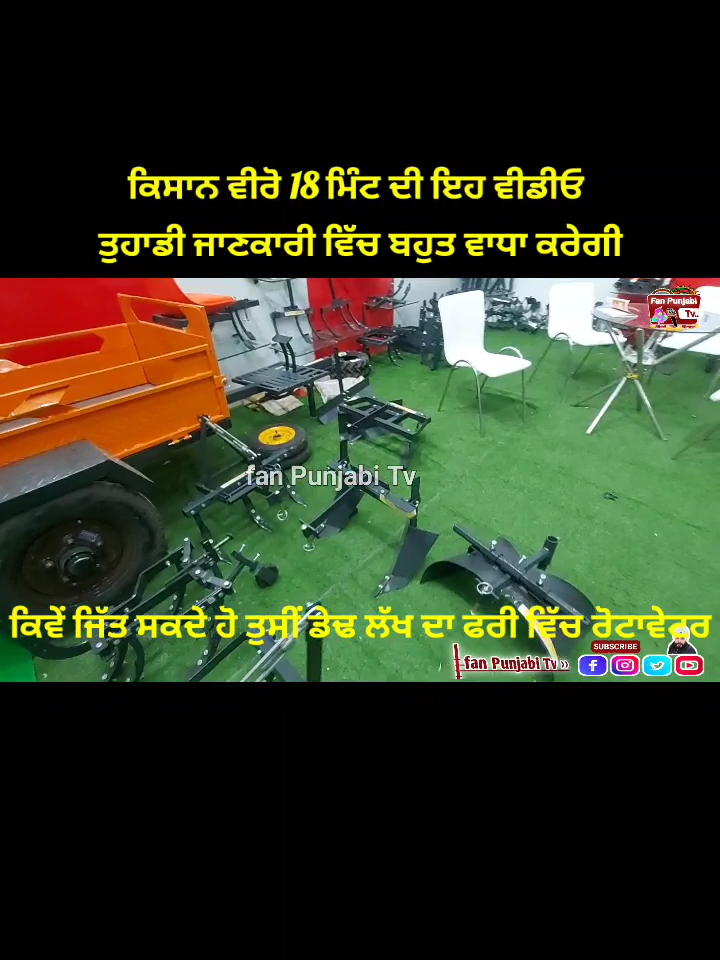 ਕਿਸਾਨ ਵੀਰੋ 18 ਮਿੰਟ ਦੀ ਇਹ ਵੀਡੀਓ
ਤੁਹਾਡੀ ਜਾਣਕਾਰੀ ਵਿੱਚ ਬਹੁਤ ਵਾਧਾ ਕਰੇਗੀ
Fan Punjabi
Tv..
fan Punjabi Tv
ਕਿਵੇਂ ਜਿੱਤ ਸਕਦੇ ਹੋ ਤੁਸੀਂ ਡੇਢ ਲੱਖ ਦਾ ਫਰੀ ਵਿੱਚ ਰੋਟਾਵੇਟਰ
SUBSCRIBE
fan Punjabi Tv »